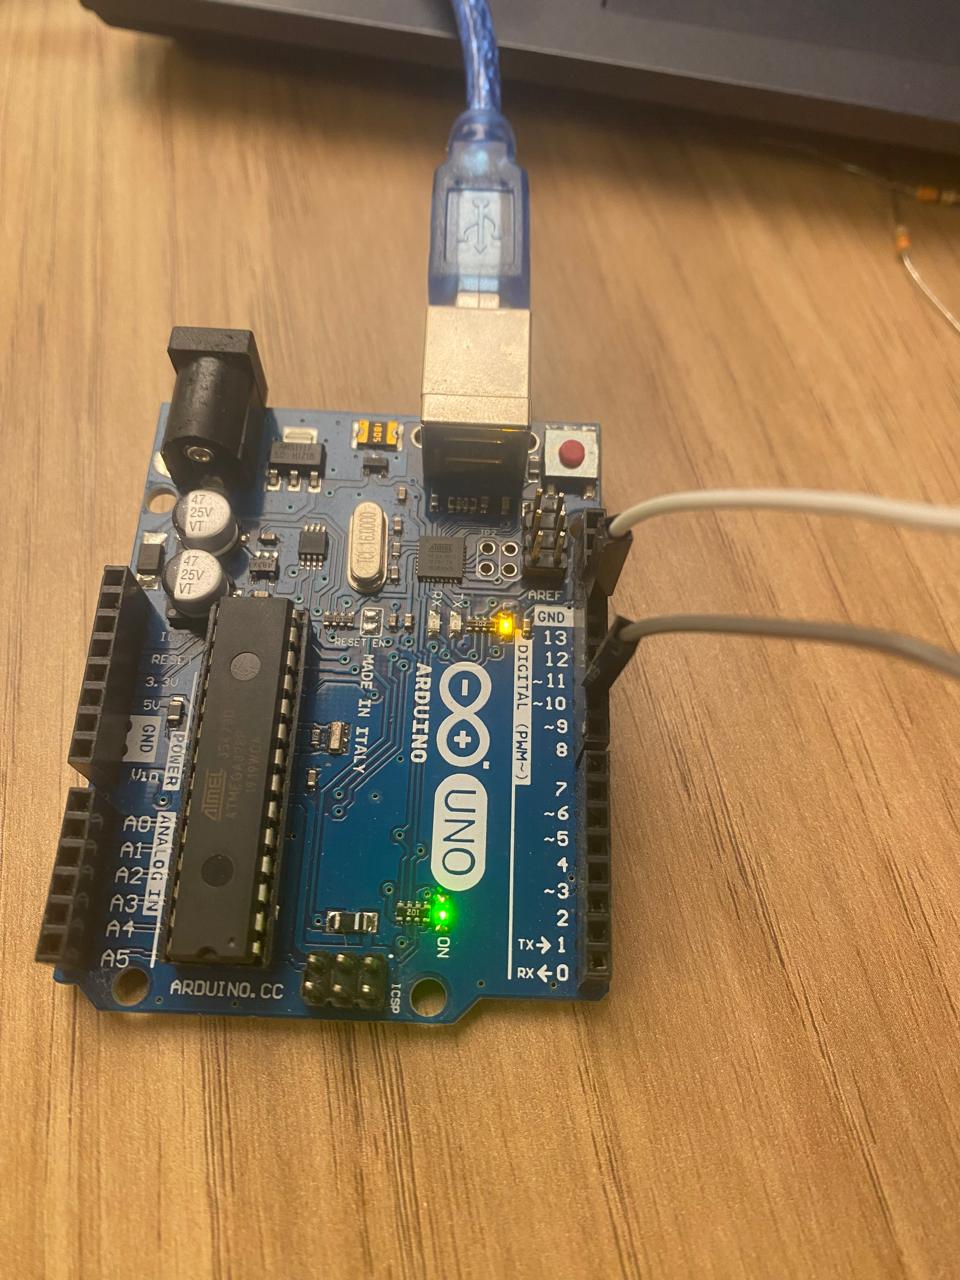 47
25V
VT
47
25V
VT
RESET EN
RX
TX
AREF
GND
13
12
~11
~10
~9
8
7
~6
~5
4
~3
2
TX→1
RX←0
DIGITAL (PWM~)
ARDUINO
UNO
MADE IN ITALY
RESET
3.3V
5V
GND
Vin
POWER
A0
A1
A2
A3
A4
A5
ANALOG IN
ATMEL
ON
ICSP
ARDUINO.CC